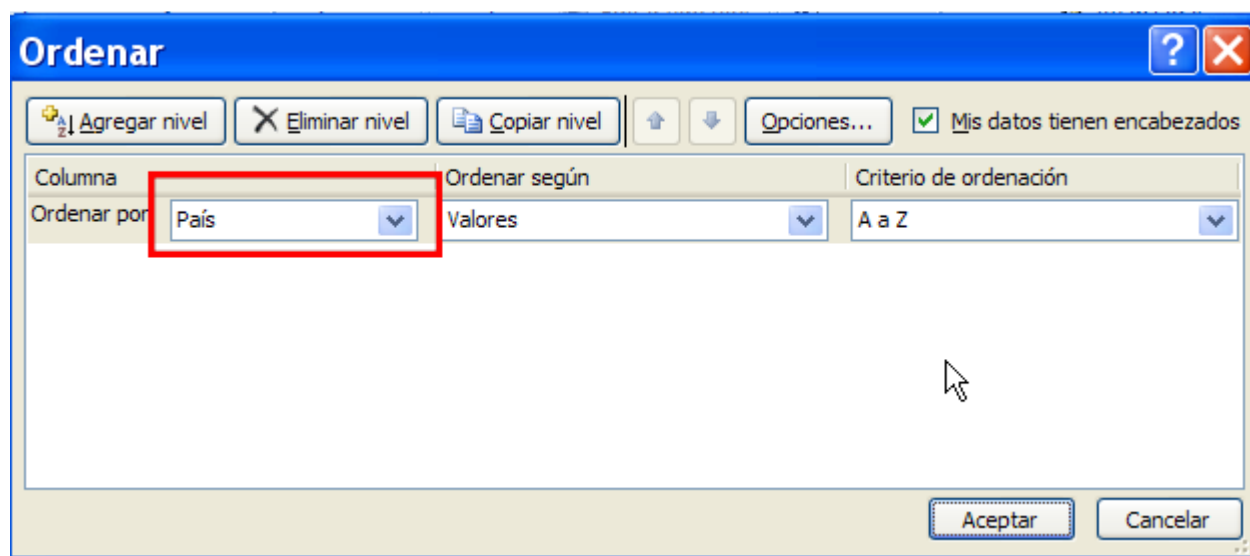 Ordenar
Agregar nivel Eliminar nivel Copiar nivel Opciones... Mis datos tienen encabezados
Columna Ordenar según Criterio de ordenación
Ordenar por País Valores A a Z
Aceptar Cancelar